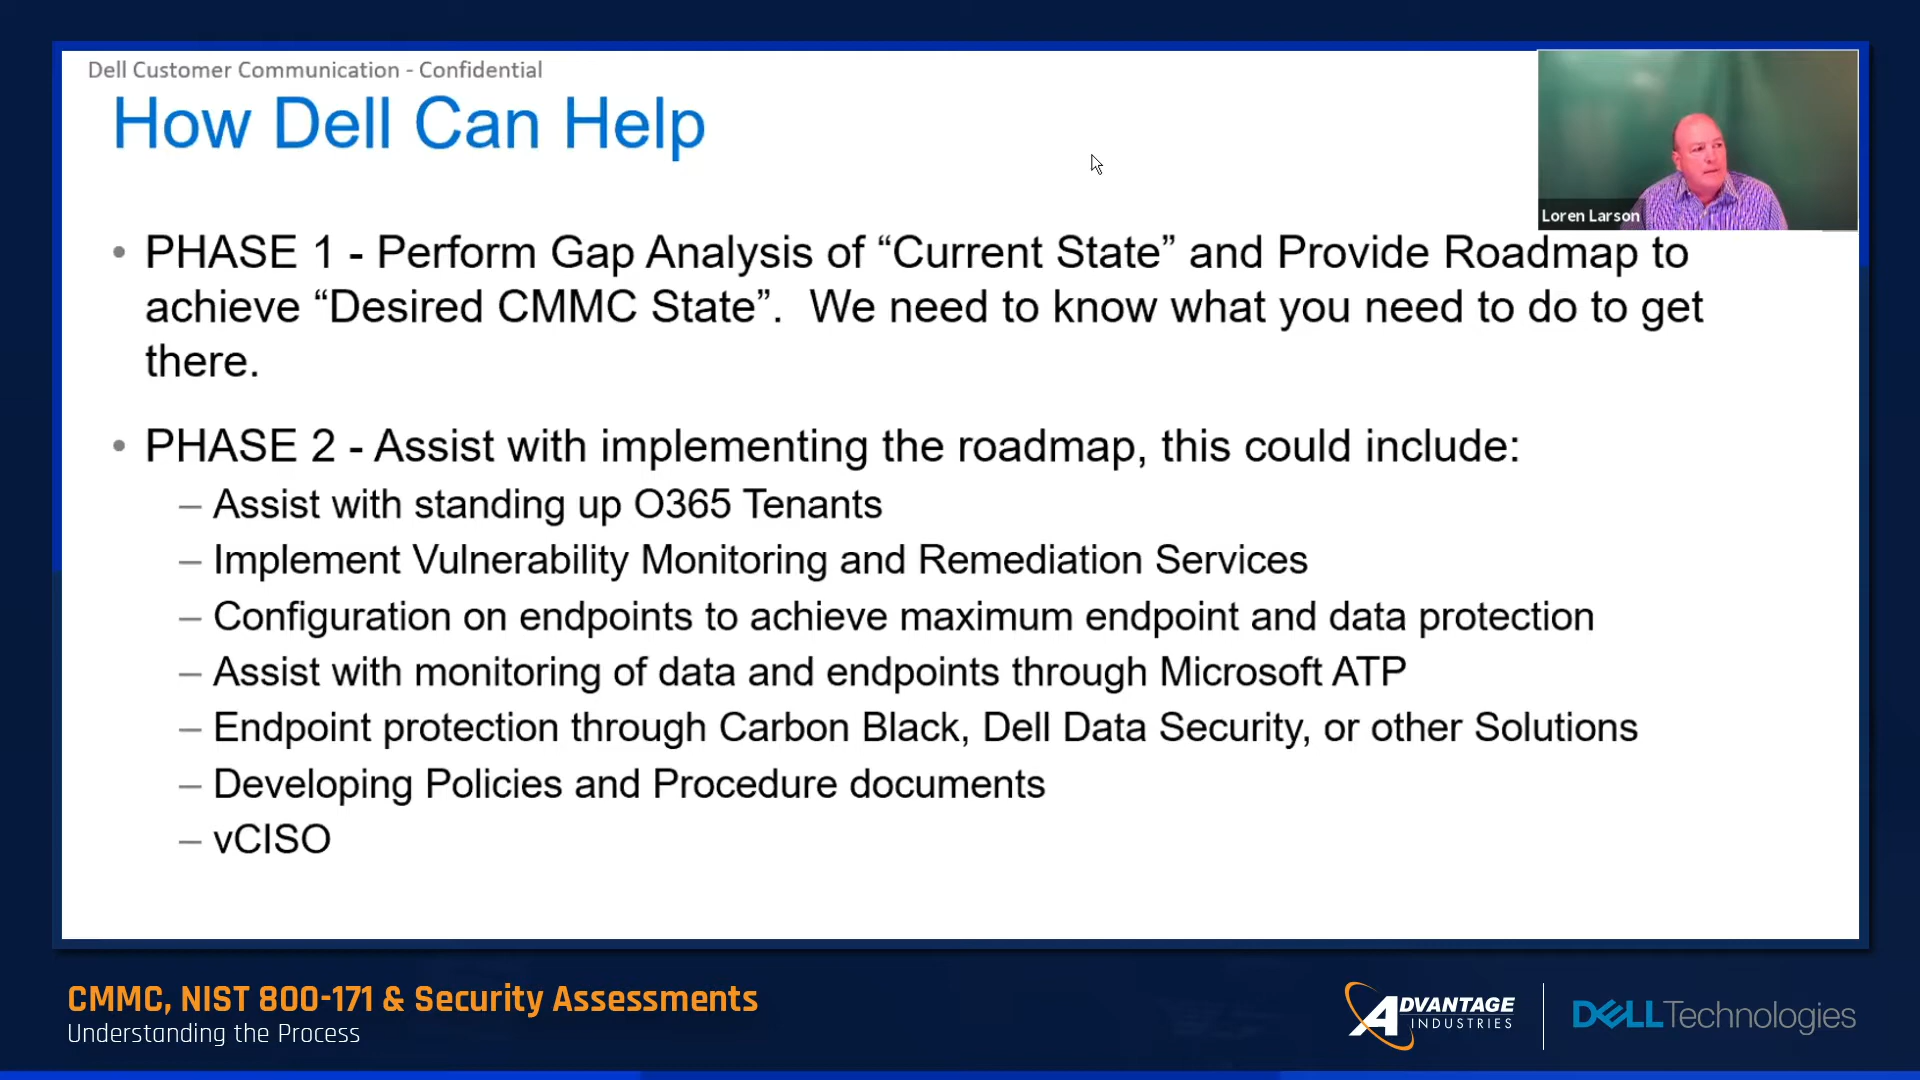 Dell Customer Communication - Confidential
How Dell Can Help
Loren Larson
• PHASE 1 - Perform Gap Analysis of “Current State” and Provide Roadmap to
achieve “Desired CMMC State”.  We need to know what you need to do to get
there.
• PHASE 2 - Assist with implementing the roadmap, this could include:
– Assist with standing up O365 Tenants
– Implement Vulnerability Monitoring and Remediation Services
– Configuration on endpoints to achieve maximum endpoint and data protection
– Assist with monitoring of data and endpoints through Microsoft ATP
– Endpoint protection through Carbon Black, Dell Data Security, or other Solutions
– Developing Policies and Procedure documents
– vCISO
CMMC, NIST 800-171 & Security Assessments
Understanding the Process
ADVANTAGE
INDUSTRIES
DELL Technologies